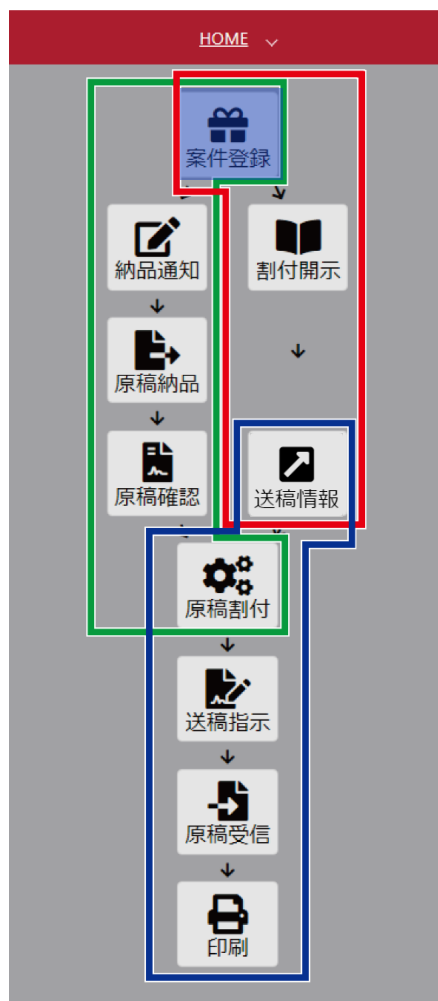 HOME
案件登録
納品通知
割付開示
原稿納品
原稿確認
送稿情報
原稿割付
送稿指示
原稿受信
印刷